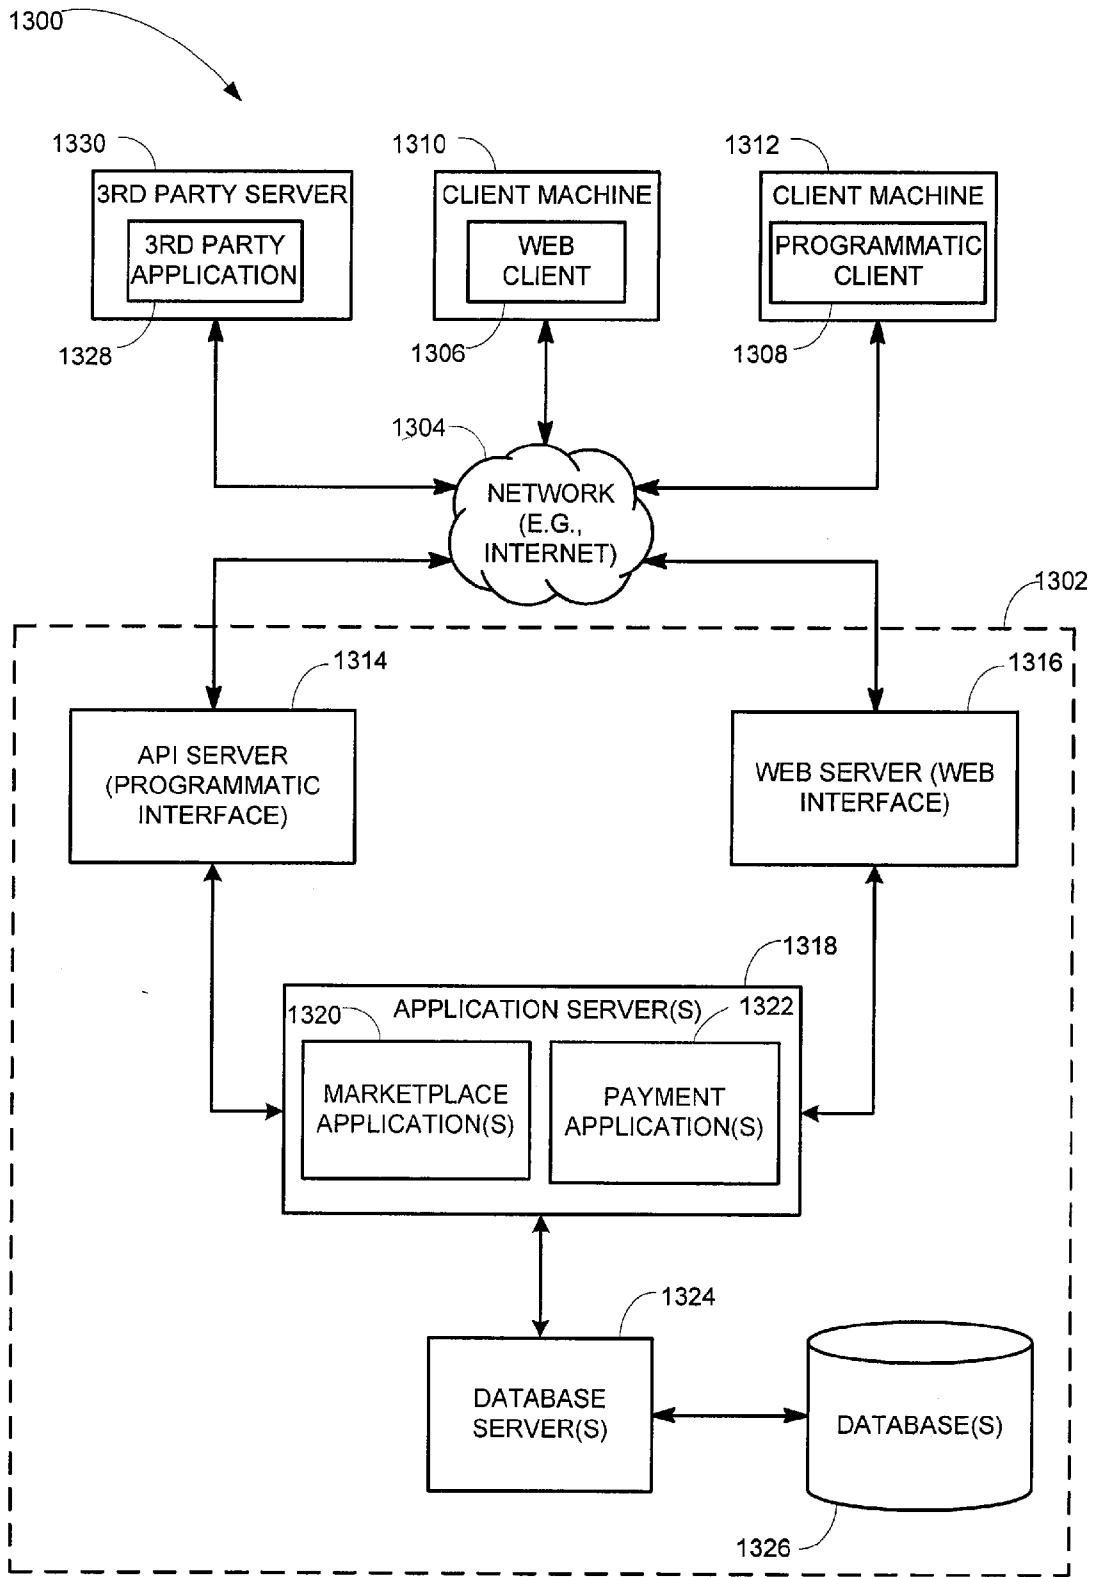 1300
1330
1310
1312
3RD PARTY SERVER
3RD PARTY
APPLICATION
CLIENT MACHINE
WEB
CLIENT
CLIENT MACHINE
PROGRAMMATIC
CLIENT
1328
1306
1308
1304
NETWORK
(E.G.,
INTERNET)
1302
1314
1316
API SERVER
(PROGRAMMATIC
INTERFACE)
WEB SERVER (WEB
INTERFACE)
1318
APPLICATION SERVER(S)
1320
1322
MARKETPLACE
APPLICATION(S)
PAYMENT
APPLICATION(S)
1324
DATABASE
SERVER(S)
DATABASE(S)
1326